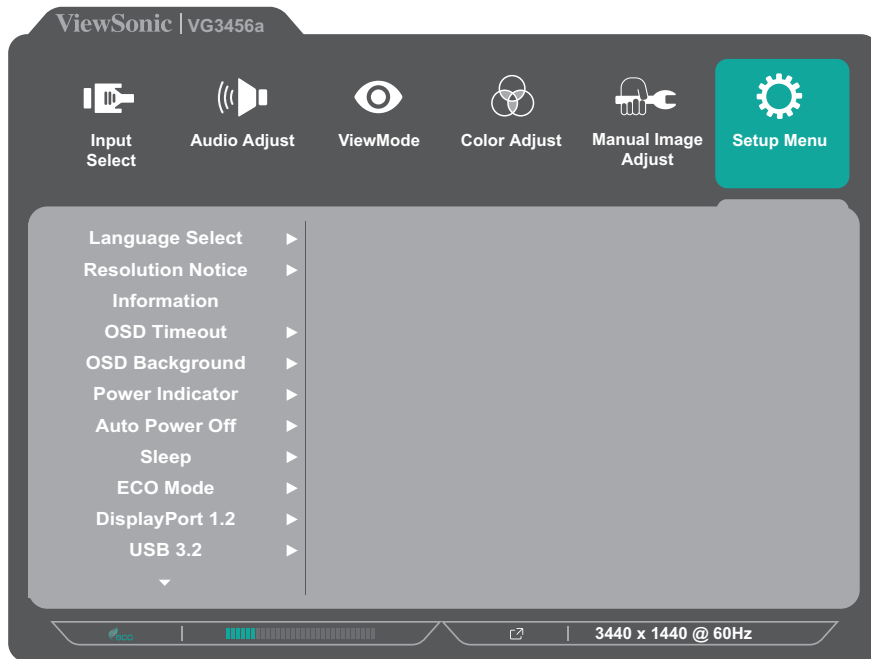 ViewSonic | VG3456a
Input Select
Audio Adjust
ViewMode
Color Adjust
Manual Image Adjust
Setup Menu
Language Select
Resolution Notice
Information
OSD Timeout
OSD Background
Power Indicator
Auto Power Off
Sleep
ECO Mode
DisplayPort 1.2
USB 3.2
eco
3440 x 1440 @ 60Hz